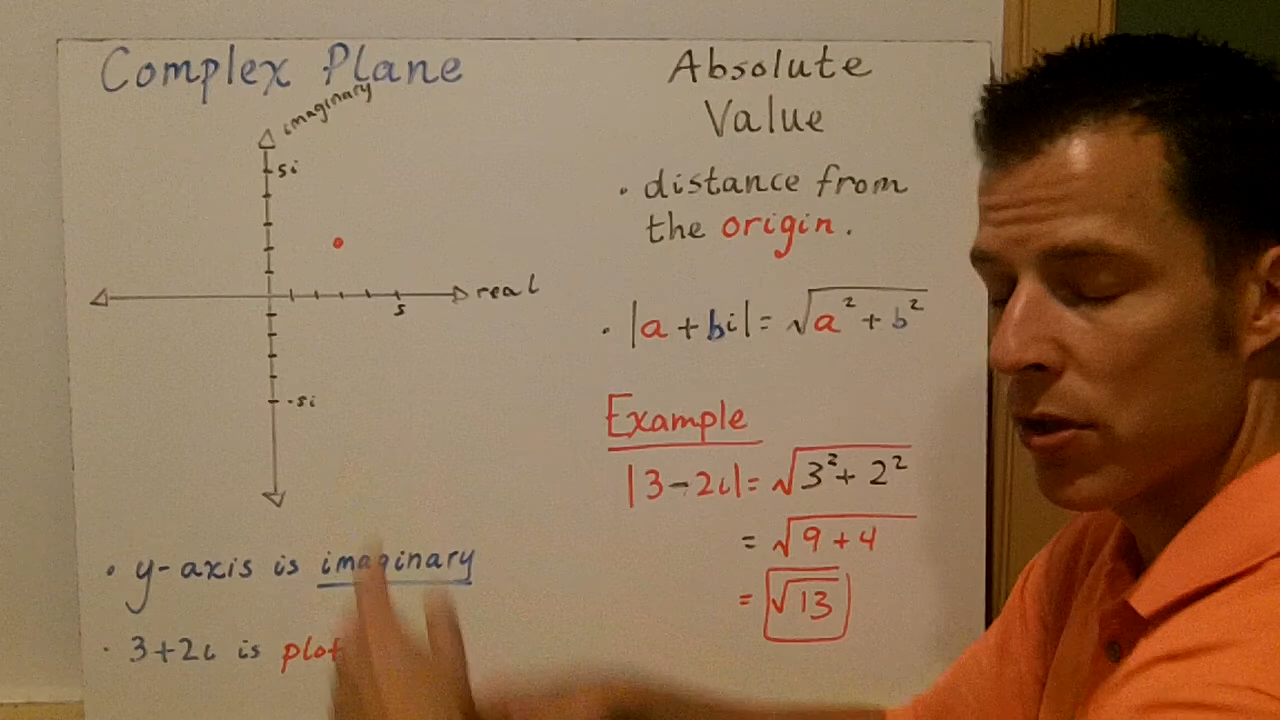 Complex Plane
imaginary
5i
real
5
-5i
• y-axis is imaginary
• 3+2i is plot
Absolute
Value
• distance from
the origin.
• |a + bi| = √a² + b²
Example
|3-2i| = √3² + 2²
= √9 + 4
= √13